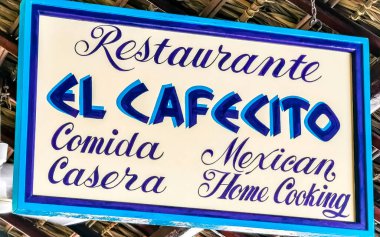 Restaurante
EL CAFECITO
Comida Mexican
Casera Home Cooking